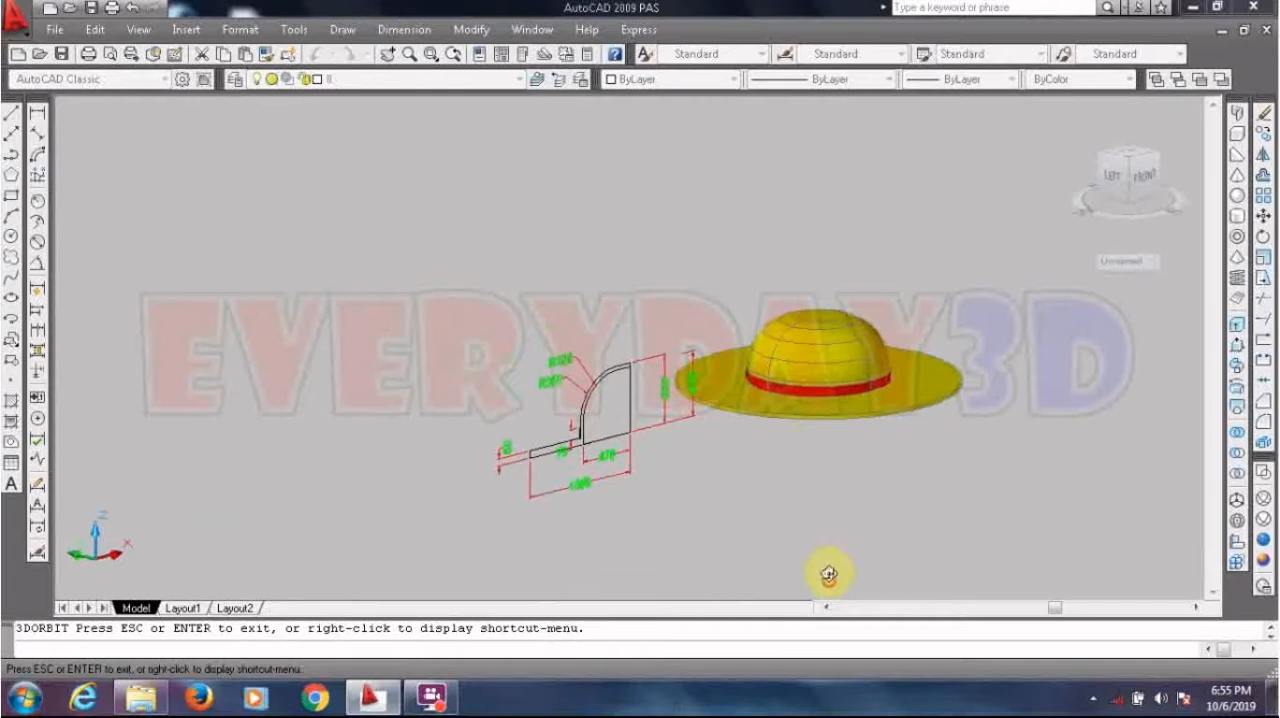 AutoCAD 2009 PAS
Type a keyword or phrase
File Edit View Insert Format Tools Draw Dimension Modify Window Help Express
Standard Standard Standard Standard
AutoCAD Classic ByLayer ByLayer ByLayer ByColor
LEFT FRONT
Unnamed
EVERYDAY3D
470
Z
X
Model Layout1 Layout2
3DORBIT Press ESC or ENTER to exit, or right-click to display shortcut-menu.
Press ESC or ENTER to exit, or right-click to display shortcut-menu.
6:55 PM
10/6/2019